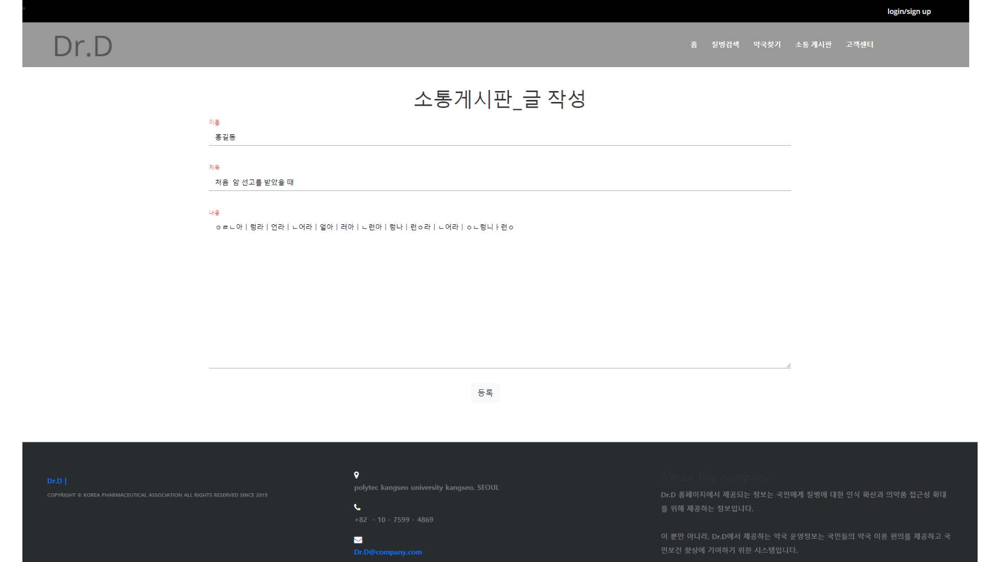 login/sign up
Dr.D
홈 질병검색 약국찾기 소통 게시판 고객센터
소통게시판_글 작성
이름
홍길동
제목
처음  암 선고를 받았을 때
내용
ㅇㄹㄴ아ㅣ렁라ㅣ언라ㅣㄴ어라ㅣ얼아ㅣ러아ㅣㄴ런아ㅣ렁나ㅣ런ㅇ라ㅣㄴ어라ㅣㅇㄴ렁니ㅏ런ㅇ
등록
Dr.D |
COPYRIGHT © KOREA PHARMACEUTICAL ASSOCIATION ALL RIGHTS RESERVED SINCE 2019
polytec kangseo university kangseo, SEOUL
+82  - 10 - 7599 - 4869
Dr.D@company.com
About the company
Dr.D 홈페이지에서 제공되는 정보는 국민에게 질병에 대한 인식 확산과 의약품 접근성 확대
를 위해 제공하는 정보입니다.
이 뿐만 아니라, Dr.D에서 제공하는 약국 운영정보는 국민들의 약국 이용 편의를 제공하고 국
민보건 향상에 기여하기 위한 시스템입니다.